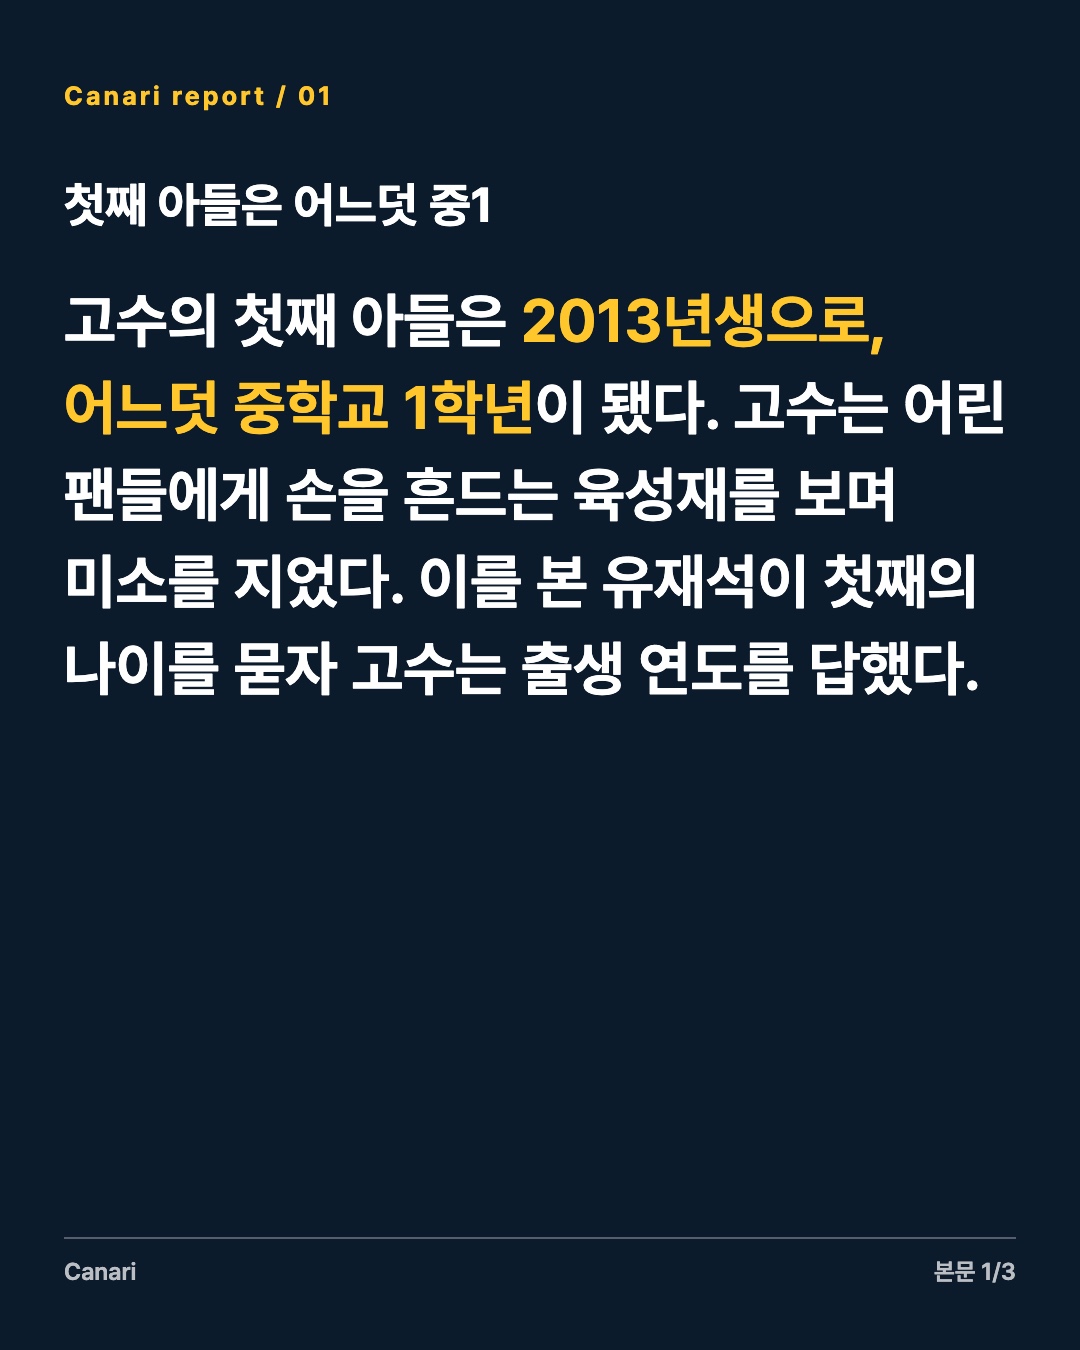 Canari report / 01
첫째 아들은 어느덧 중1
고수의 첫째 아들은 2013년생으로,
어느덧 중학교 1학년이 됐다. 고수는 어린
팬들에게 손을 흔드는 육성재를 보며
미소를 지었다. 이를 본 유재석이 첫째의
나이를 묻자 고수는 출생 연도를 답했다.
Canari
본문 1/3